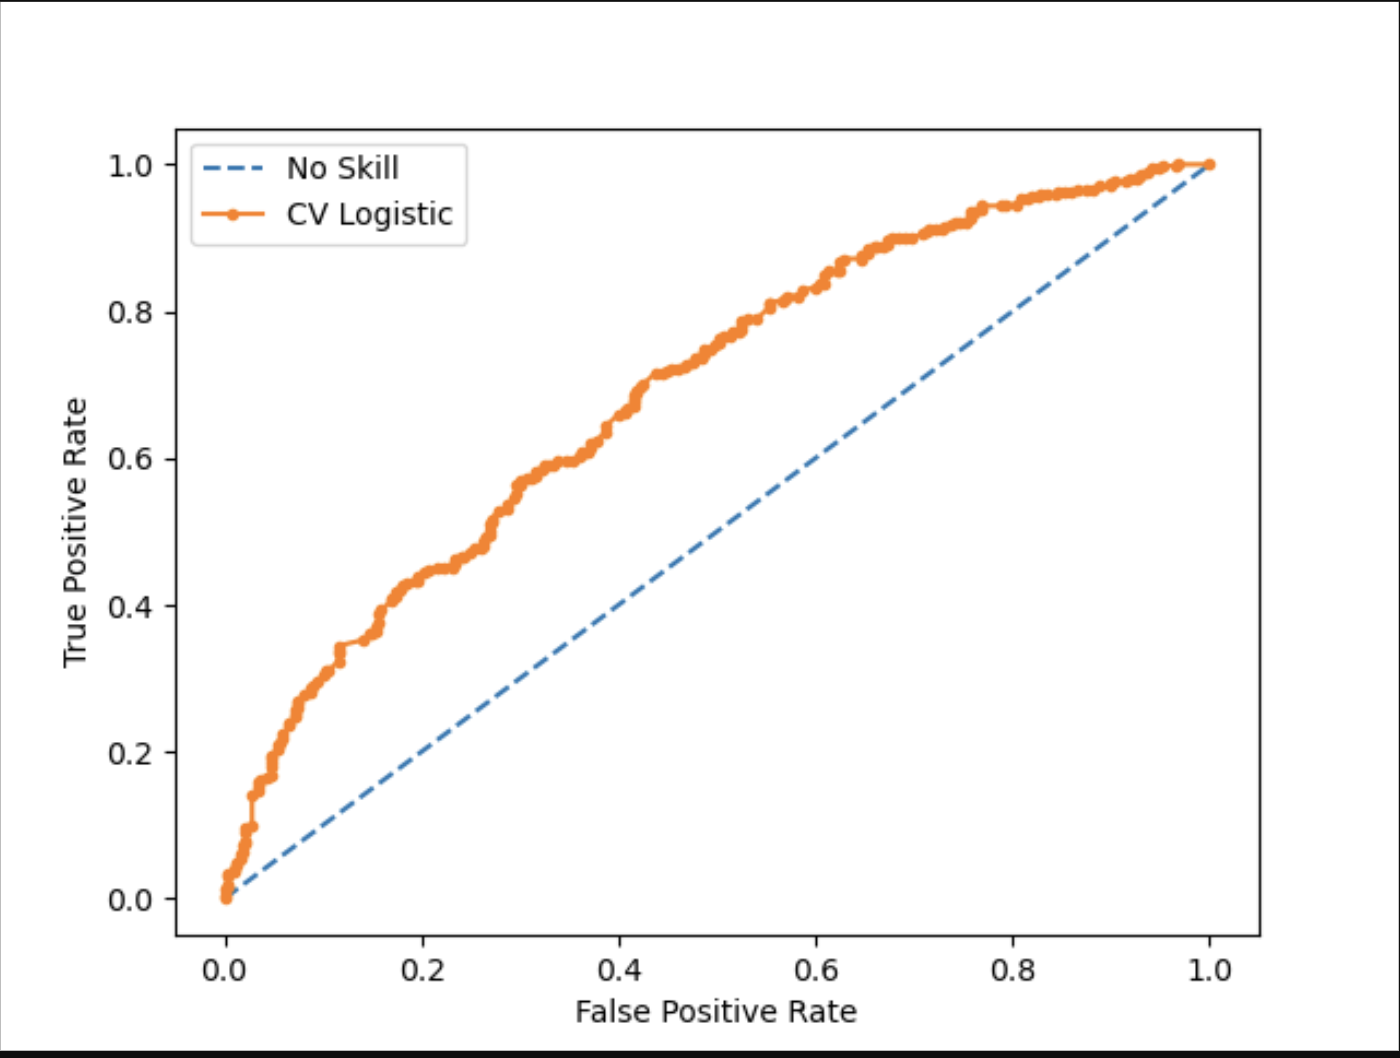 No Skill
CV Logistic
1.0
0.8
0.6
0.4
0.2
0.0
True Positive Rate
0.0 0.2 0.4 0.6 0.8 1.0
False Positive Rate